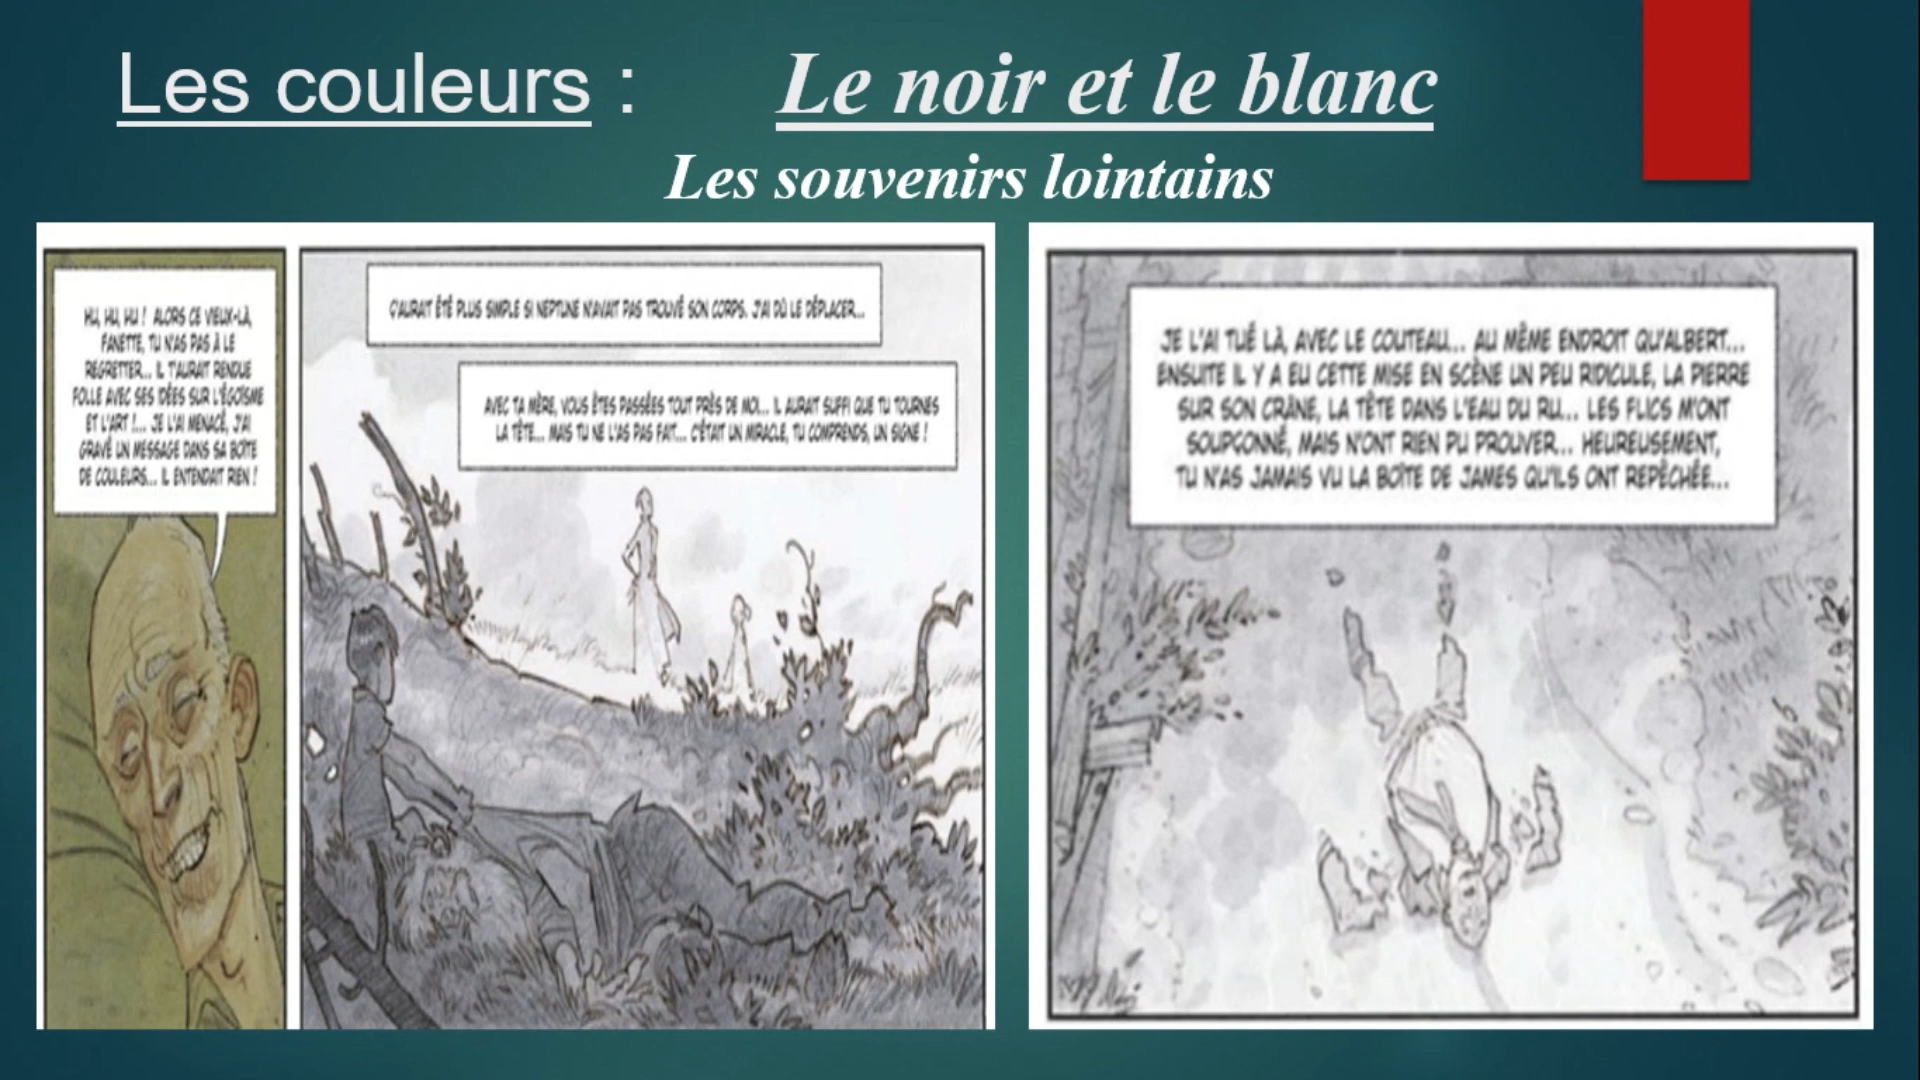 Les couleurs : Le noir et le blanc
Les souvenirs lointains
HU, HU, HU ! ALORS CE VIEUX-LÀ,
FANETTE, TU N'AS PAS À LE
REGRETTER... IL T'AURAIT RENDUE
FOLLE AVEC SES IDÉES SUR L'ÉGOÏSME
ET L'ART !... JE L'AI MENACÉ, J'AI
GRAVÉ UN MESSAGE DANS SA BOÎTE
DE COULEURS... IL ENTENDAIT RIEN !
Ç'AURAIT ÉTÉ PLUS SIMPLE SI NEPTUNE N'AVAIT PAS TROUVÉ SON CORPS. J'AI DÛ LE DÉPLACER...
AVEC TA MÈRE, VOUS ÊTES PASSÉES TOUT PRÈS DE MOI... IL AURAIT SUFFI QUE TU TOURNES
LA TÊTE... MAIS TU NE L'AS PAS FAIT... C'ÉTAIT UN MIRACLE, TU COMPRENDS, UN SIGNE !
JE L'AI TUÉ LÀ, AVEC LE COUTEAU... AU MÊME ENDROIT QU'ALBERT...
ENSUITE IL Y A EU CETTE MISE EN SCÈNE UN PEU RIDICULE, LA PIERRE
SUR SON CRÂNE, LA TÊTE DANS L'EAU DU RU... LES FLICS M'ONT
SOUPÇONNÉ, MAIS N'ONT RIEN PU PROUVER... HEUREUSEMENT,
TU N'AS JAMAIS VU LA BOÎTE DE JAMES QU'ILS ONT REPÊCHÉE...